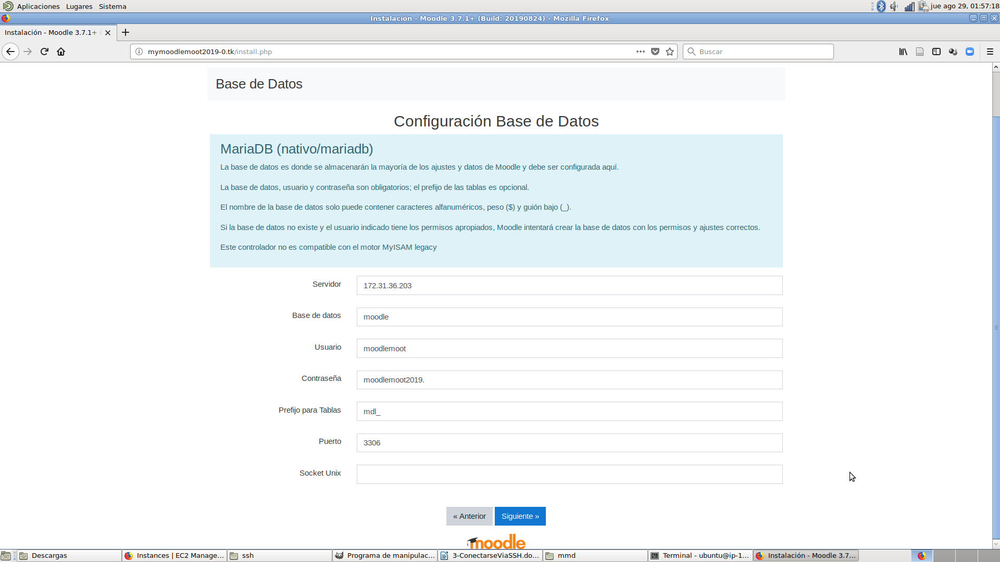 Aplicaciones Lugares Sistema
jue ago 29, 01:57:18
Instalación - Moodle 3.7.1+ (Build: 20190824) - Mozilla Firefox
Instalación - Moodle 3.7.1+
mymoodlemoot2019-0.tk/install.php
Buscar
Base de Datos
Configuración Base de Datos
MariaDB (nativo/mariadb)
La base de datos es donde se almacenarán la mayoría de los ajustes y datos de Moodle y debe ser configurada aquí.
La base de datos, usuario y contraseña son obligatorios; el prefijo de las tablas es opcional.
El nombre de la base de datos solo puede contener caracteres alfanuméricos, peso ($) y guión bajo (_).
Si la base de datos no existe y el usuario indicado tiene los permisos apropiados, Moodle intentará crear la base de datos con los permisos y ajustes correctos.
Este controlador no es compatible con el motor MyISAM legacy
Servidor
172.31.36.203
Base de datos
moodle
Usuario
moodlemoot
Contraseña
moodlemoot2019.
Prefijo para Tablas
mdl_
Puerto
3306
Socket Unix
« Anterior
Siguiente »
moodle
Descargas
Instances | EC2 Manage...
ssh
Programa de manipulac...
3-ConectarseViaSSH.do...
mmd
Terminal - ubuntu@ip-1...
Instalación - Moodle 3.7...